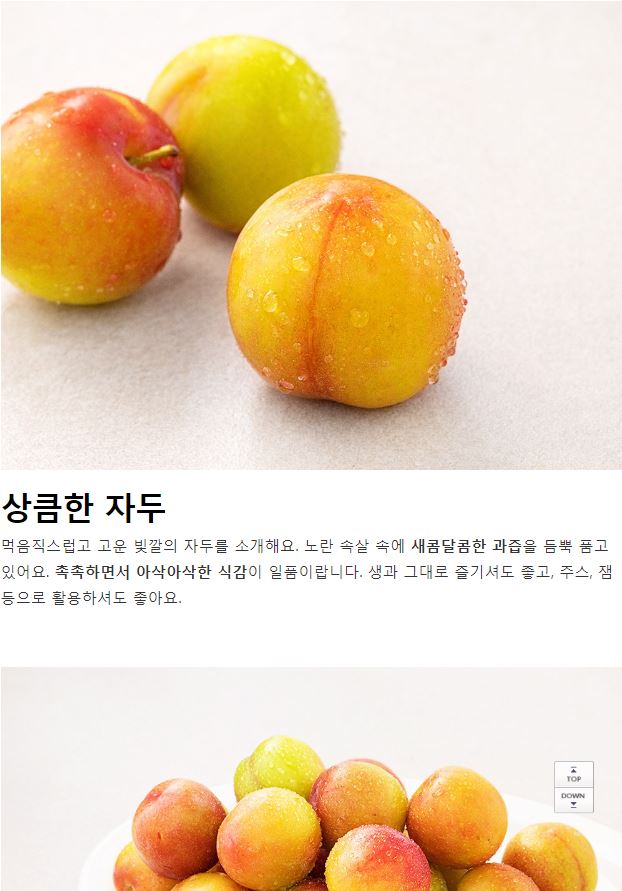 상큼한 자두
먹음직스럽고 고운 빛깔의 자두를 소개해요. 노란 속살 속에 새콤달콤한 과즙을 듬뿍 품고
있어요. 촉촉하면서 아삭아삭한 식감이 일품이랍니다. 생과 그대로 즐기셔도 좋고, 주스, 잼
등으로 활용하셔도 좋아요.
TOP
DOWN